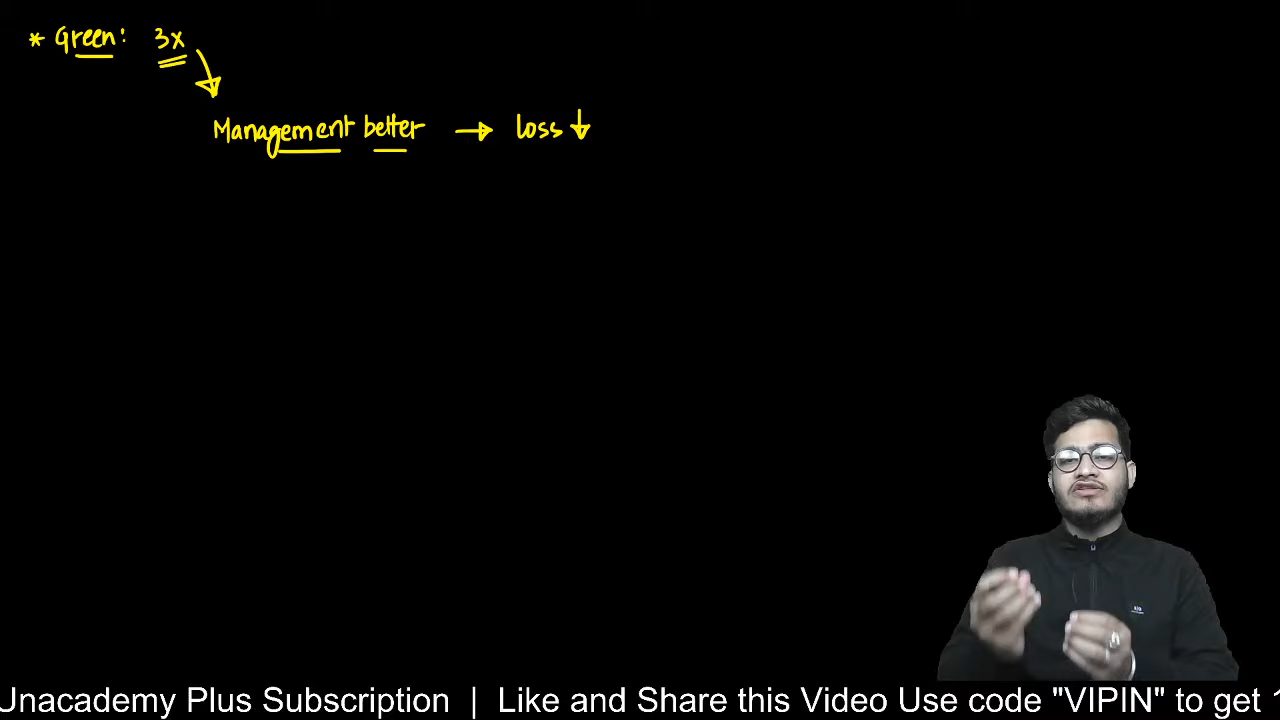 * Green: 3x
Management better → loss ↓
Unacademy Plus Subscription | Like and Share this Video Use code "VIPIN" to get